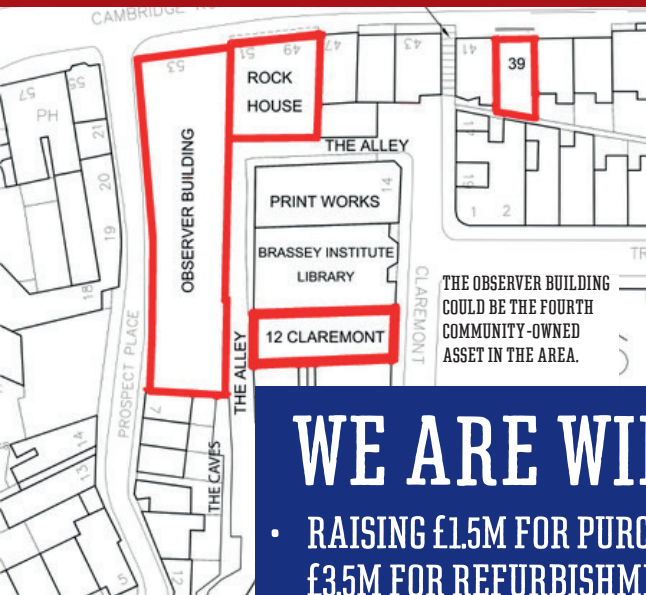 CAMBRIDGE
53
51
49
47
43
41
39
ROCK
HOUSE
57
55
PH
21
20
19
18
OBSERVER BUILDING
THE ALLEY
PRINT WORKS
14
BRASSEY INSTITUTE
LIBRARY
12 CLAREMONT
CLAREMONT
THE ALLEY
PROSPECT PLACE
THE CAVES
1
2
THE OBSERVER BUILDING
COULD BE THE FOURTH
COMMUNITY-OWNED
ASSET IN THE AREA.
7
14
13
12
5
WE ARE
• RAISING £1.5M FOR
£3.5M FOR